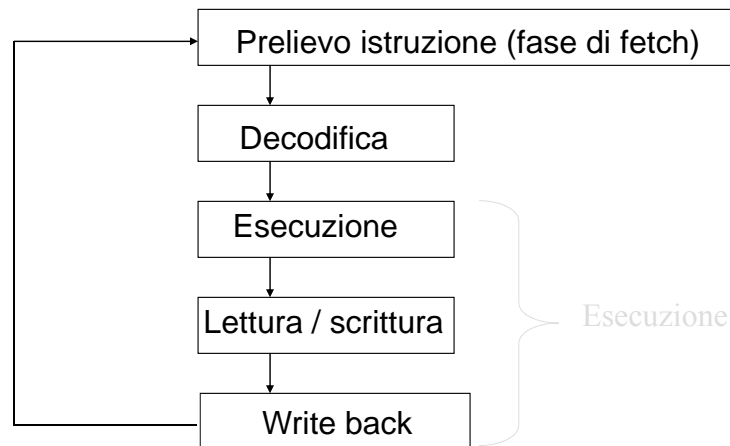 Prelievo istruzione (fase di fetch)
Decodifica
Esecuzione
Lettura / scrittura
Esecuzione
Write back